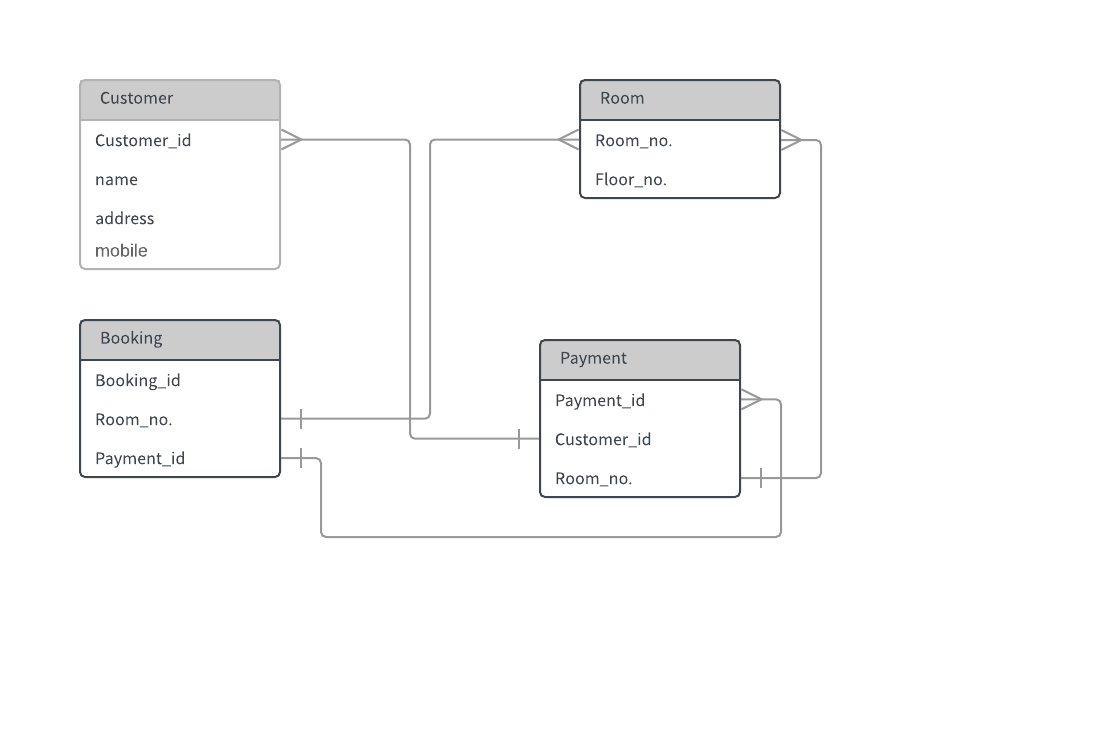 Customer
Customer_id
name
address
mobile
Room
Room_no.
Floor_no.
Booking
Booking_id
Room_no.
Payment_id
Payment
Payment_id
Customer_id
Room_no.